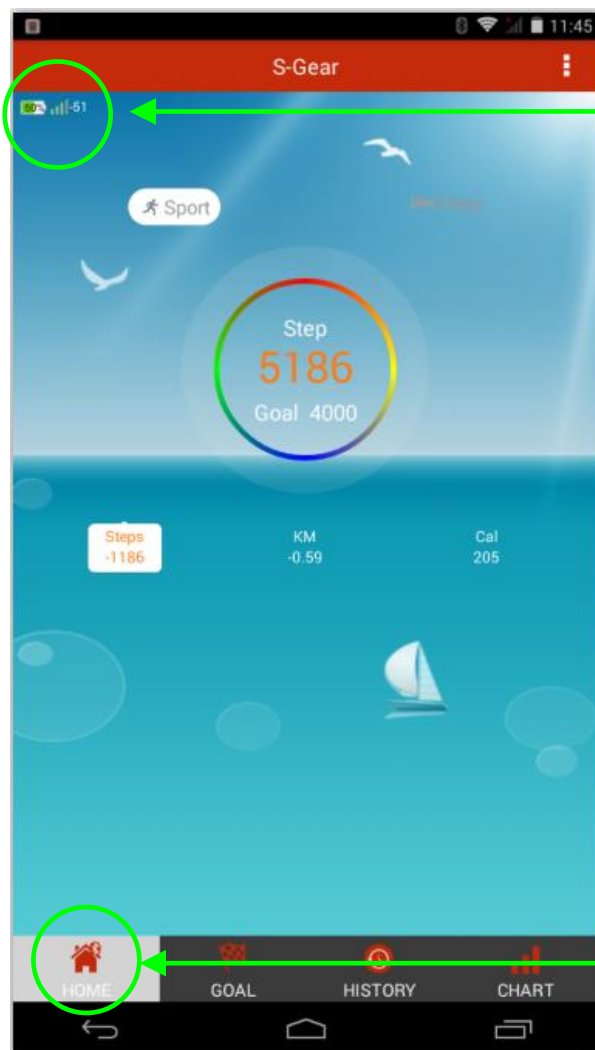 11:45
S-Gear
-51
Sport
Step
5186
Goal 4000
Steps
-1186
KM
-0.59
Cal
205
HOME
GOAL
HISTORY
CHART